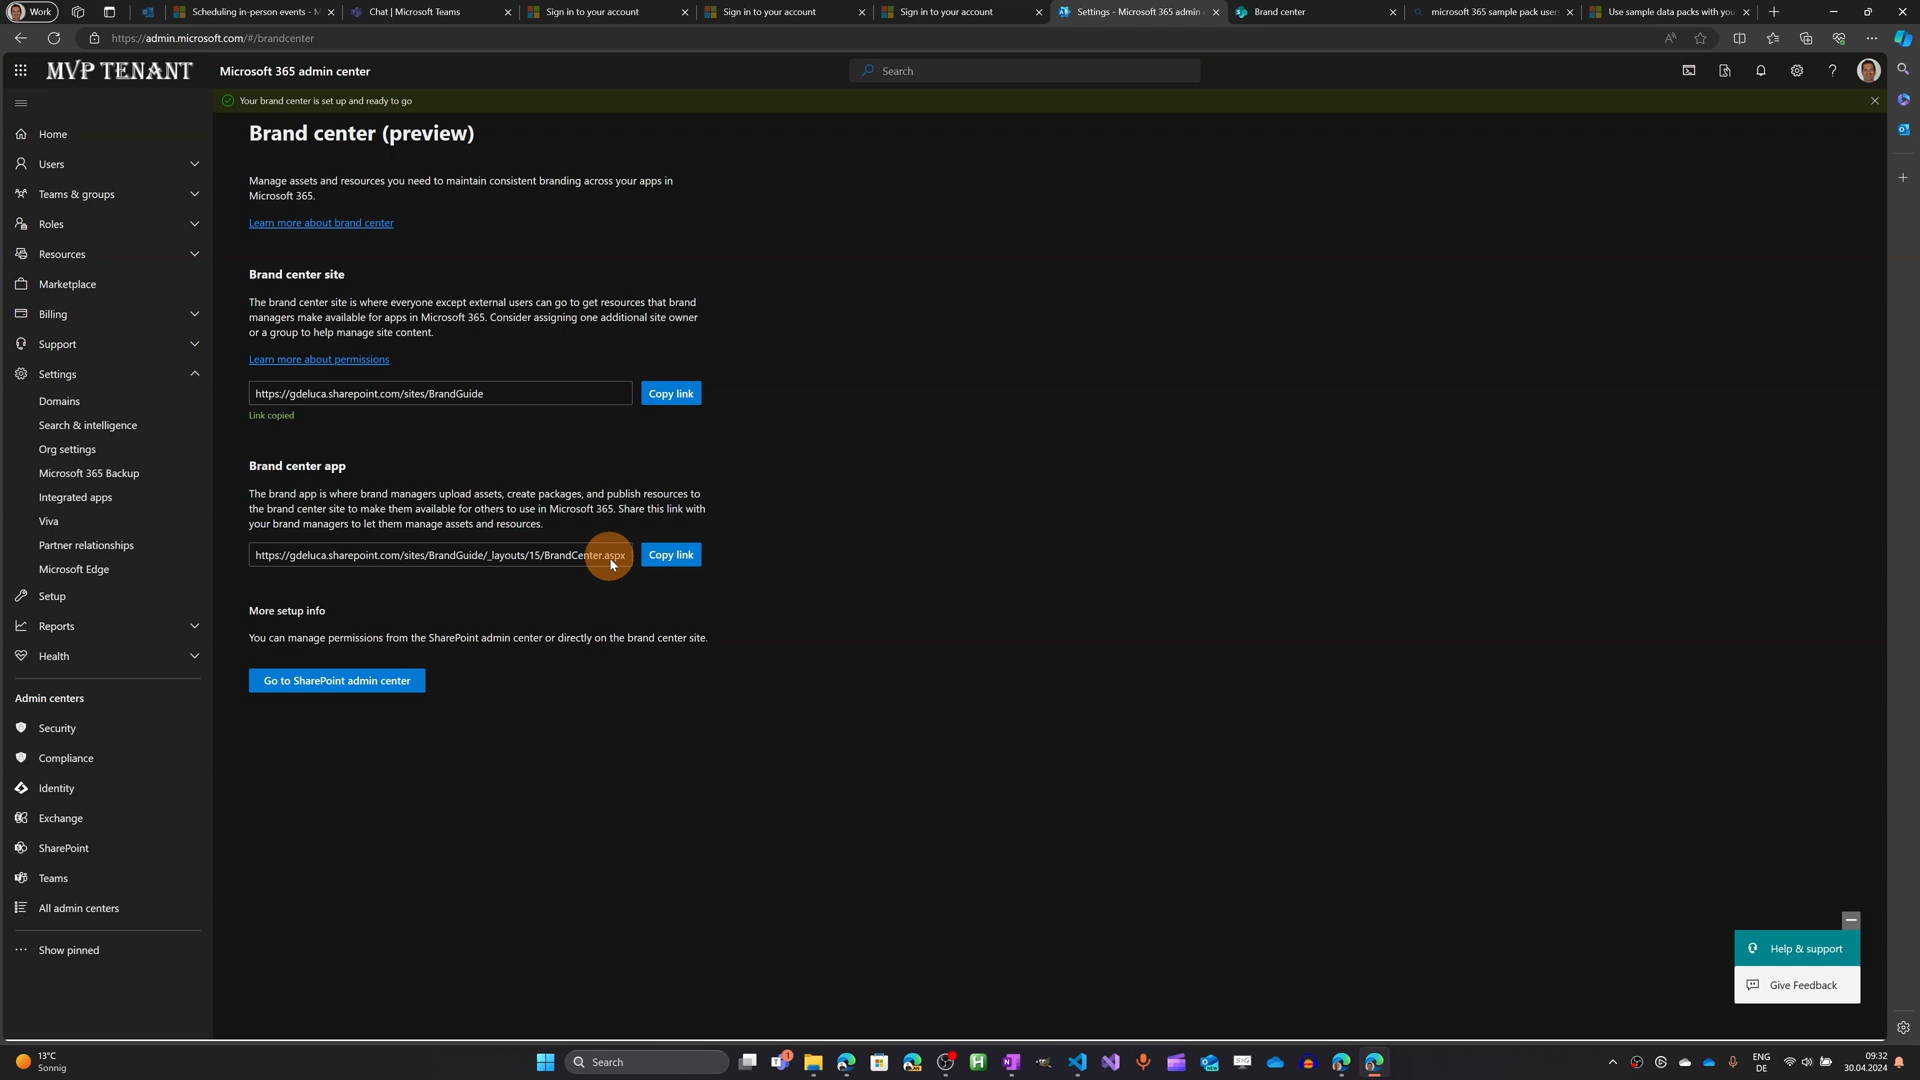 Work
Scheduling in-person events - M
Chat | Microsoft Teams
Sign in to your account
Sign in to your account
Sign in to your account
Settings - Microsoft 365 admin
Brand center
microsoft 365 sample pack user
Use sample data packs with you
https://admin.microsoft.com/#/brandcenter
MVP TENANT
Microsoft 365 admin center
Search
Your brand center is set up and ready to go
Home
Users
Teams & groups
Roles
Resources
Marketplace
Billing
Support
Settings
Domains
Search & intelligence
Org settings
Microsoft 365 Backup
Integrated apps
Viva
Partner relationships
Microsoft Edge
Setup
Reports
Health
Admin centers
Security
Compliance
Identity
Exchange
SharePoint
Teams
All admin centers
Show pinned
Brand center (preview)
Manage assets and resources you need to maintain consistent branding across your apps in
Microsoft 365.
Learn more about brand center
Brand center site
The brand center site is where everyone except external users can go to get resources that brand
managers make available for apps in Microsoft 365. Consider assigning one additional site owner
or a group to help manage site content.
Learn more about permissions
https://gdeluca.sharepoint.com/sites/BrandGuide
Copy link
Link copied
Brand center app
The brand app is where brand managers upload assets, create packages, and publish resources to
the brand center site to make them available for others to use in Microsoft 365. Share this link with
your brand managers to let them manage assets and resources.
https://gdeluca.sharepoint.com/sites/BrandGuide/_layouts/15/BrandCenter.aspx
Copy link
More setup info
You can manage permissions from the SharePoint admin center or directly on the brand center site.
Go to SharePoint admin center
Help & support
Give Feedback
13°C
Sonnig
Search
ENG
DE
09:32
30.04.2024